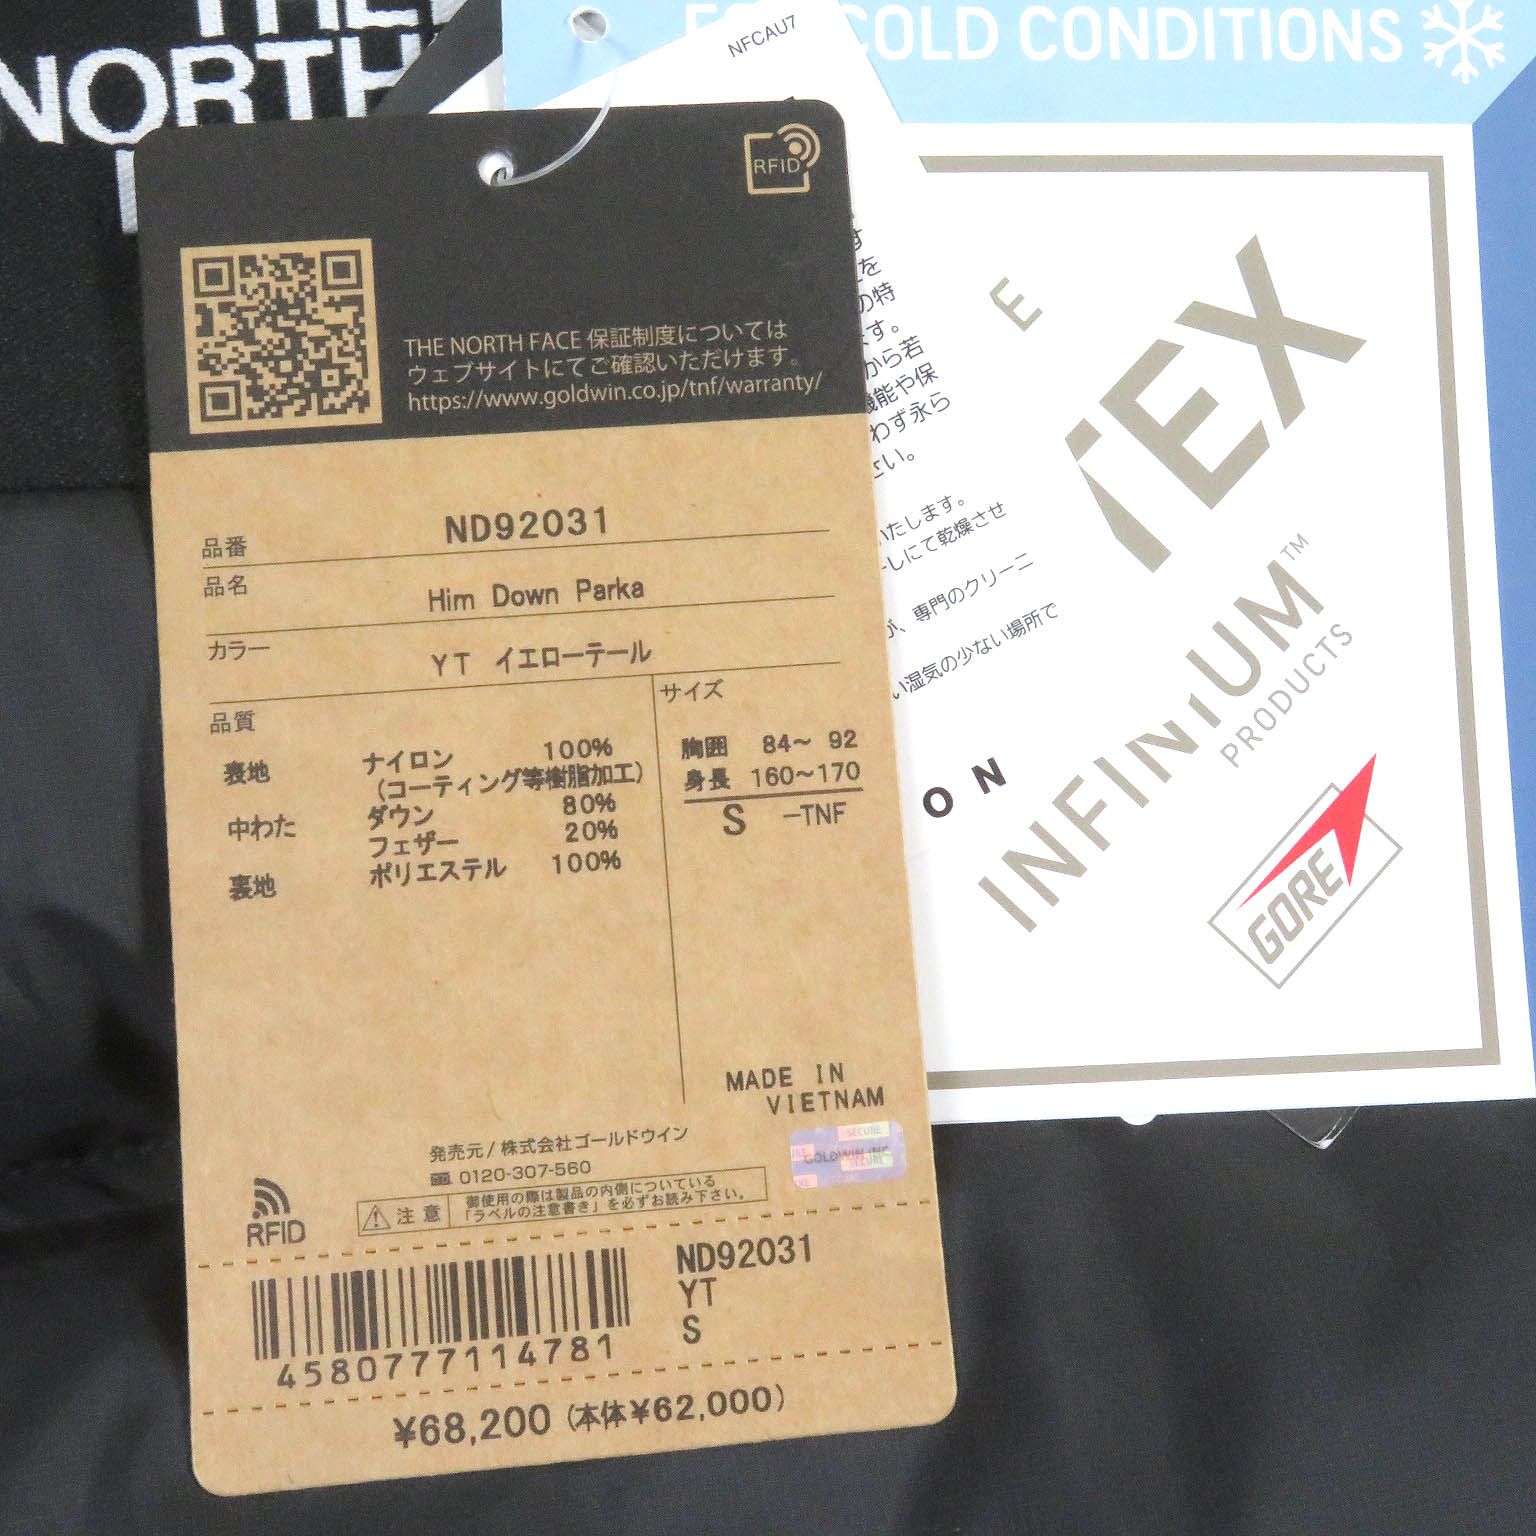 THE
NORTH
NFCAU7
COLD CONDITIONS
RFID
THE NORTH FACE 保証制度については
ウェブサイトにてご確認いただけます。
https://www.goldwin.co.jp/tnf/warranty/
品番 ND92031
品名 Him Down Parka
カラー YT イエローテール
品質
表地 ナイロン 100%
(コーティング等樹脂加工)
中わた ダウン 80%
フェザー 20%
裏地 ポリエステル 100%
サイズ
胸囲 84〜 92
身長 160〜170
S -TNF
MADE IN
VIETNAM
発売元/株式会社ゴールドウイン
0120-307-560
注意
御使用の際は製品の内側についている
「ラベルの注意書き」を必ずお読み下さい。
SECURE
GOLDWIN INC
SECURE
RFID
4580777114781
ND92031
YT
S
¥68,200 (本体¥62,000)
す
を
の特
す。
から若
機能や保
わず永ら
さい。
いたします。
しにて乾燥させ
が、専門のクリーニ
い湿気の少ない場所で
ON
E
TEX
INFINIUM™
PRODUCTS
GORE